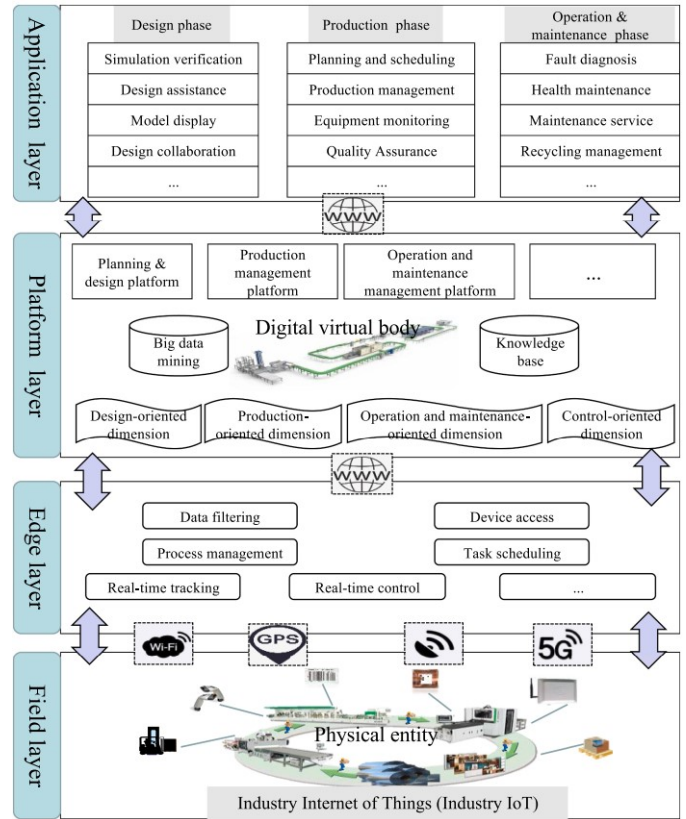 Application layer
Design phase
Simulation verification
Design assistance
Model display
Design collaboration
...
Production phase
Planning and scheduling
Production management
Equipment monitoring
Quality Assurance
...
Operation &
maintenance phase
Fault diagnosis
Health maintenance
Maintenance service
Recycling management
...
WWW
Platform layer
Planning &
design platform
Production
management
platform
Operation and
maintenance
management platform
...
Digital virtual body
Big data
mining
Knowledge
base
Design-oriented
dimension
Production-
oriented dimension
Operation and maintenance-
oriented dimension
Control-oriented
dimension
WWW
Edge layer
Data filtering
Device access
Process management
Task scheduling
Real-time tracking
Real-time control
...
Wi-Fi
GPS
5G
Field layer
Physical entity
Industry Internet of Things (Industry IoT)